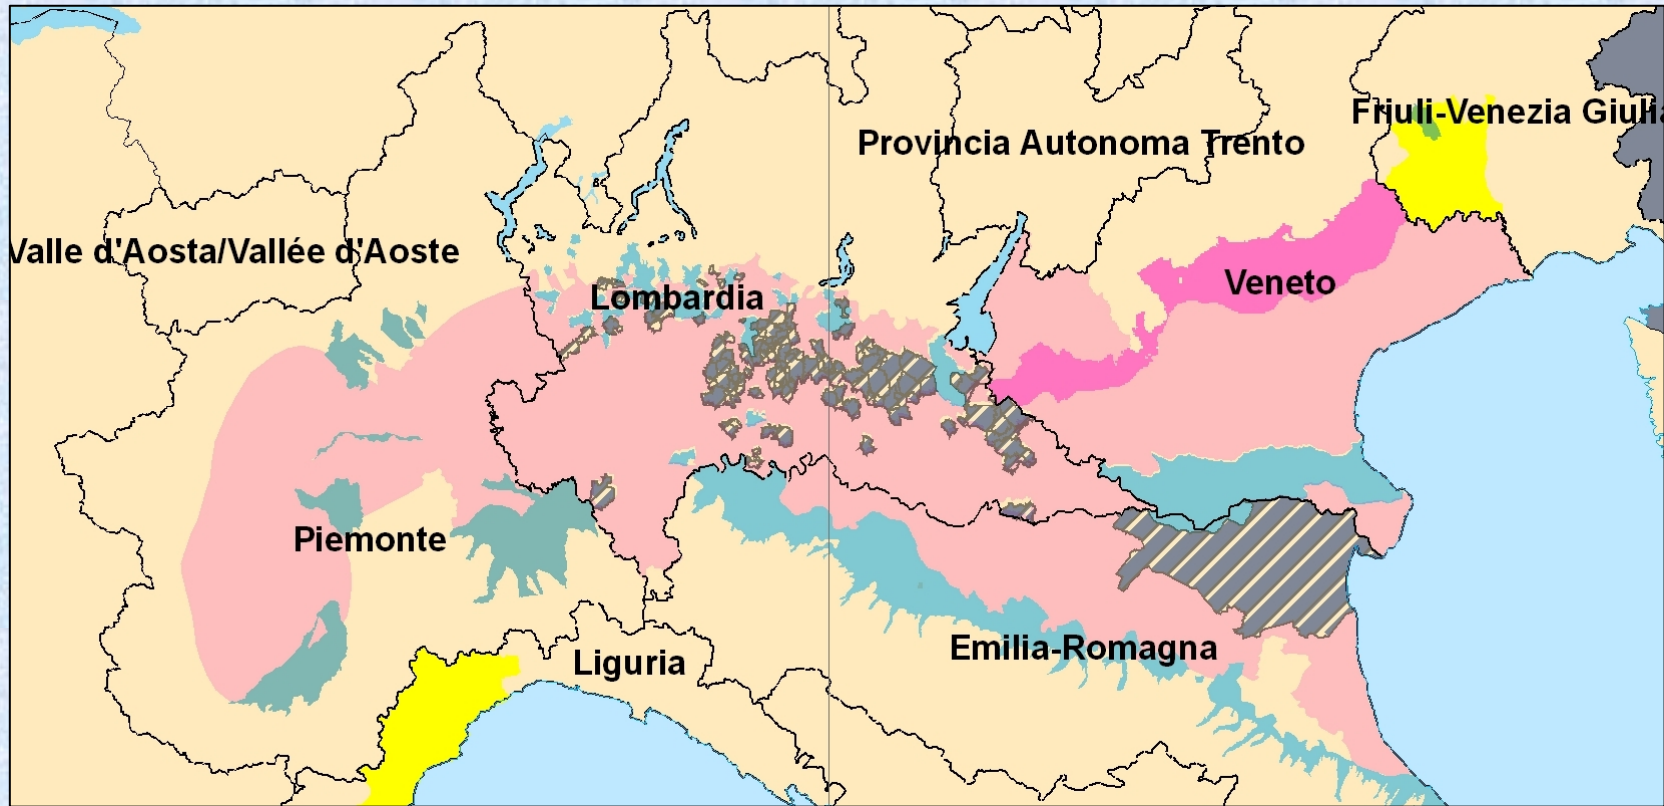 Friuli-Venezia Giulia
Provincia Autonoma Trento
Valle d'Aosta/Vallée d'Aoste
Veneto
Lombardia
Piemonte
Emilia-Romagna
Liguria